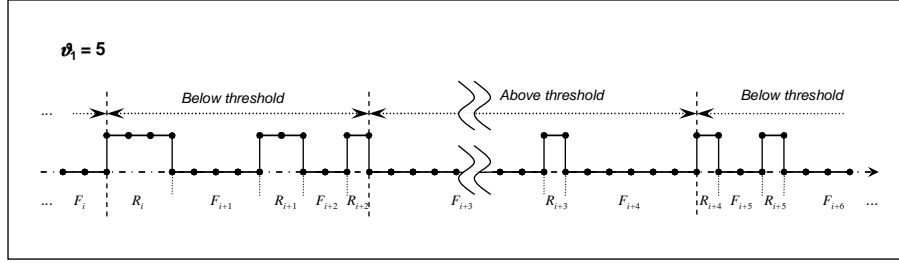 ϑ₁ = 5
Below threshold Above threshold Below threshold
...
... Fᵢ Rᵢ Fᵢ₊₁ Rᵢ₊₁ Fᵢ₊₂ Rᵢ₊₂ Fᵢ₊₃ Rᵢ₊₃ Fᵢ₊₄ Rᵢ₊₄ Fᵢ₊₅ Rᵢ₊₅ Fᵢ₊₆ ...